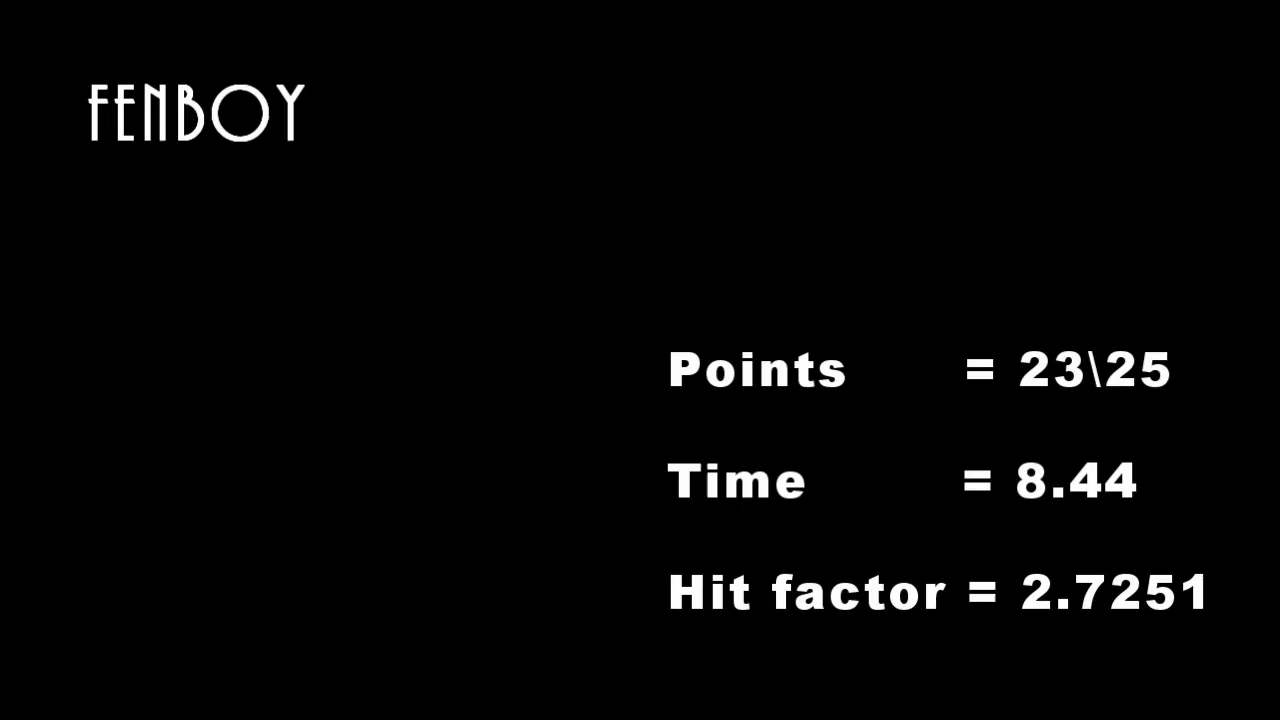 FENBOY
Points = 23\25
Time = 8.44
Hit factor = 2.7251